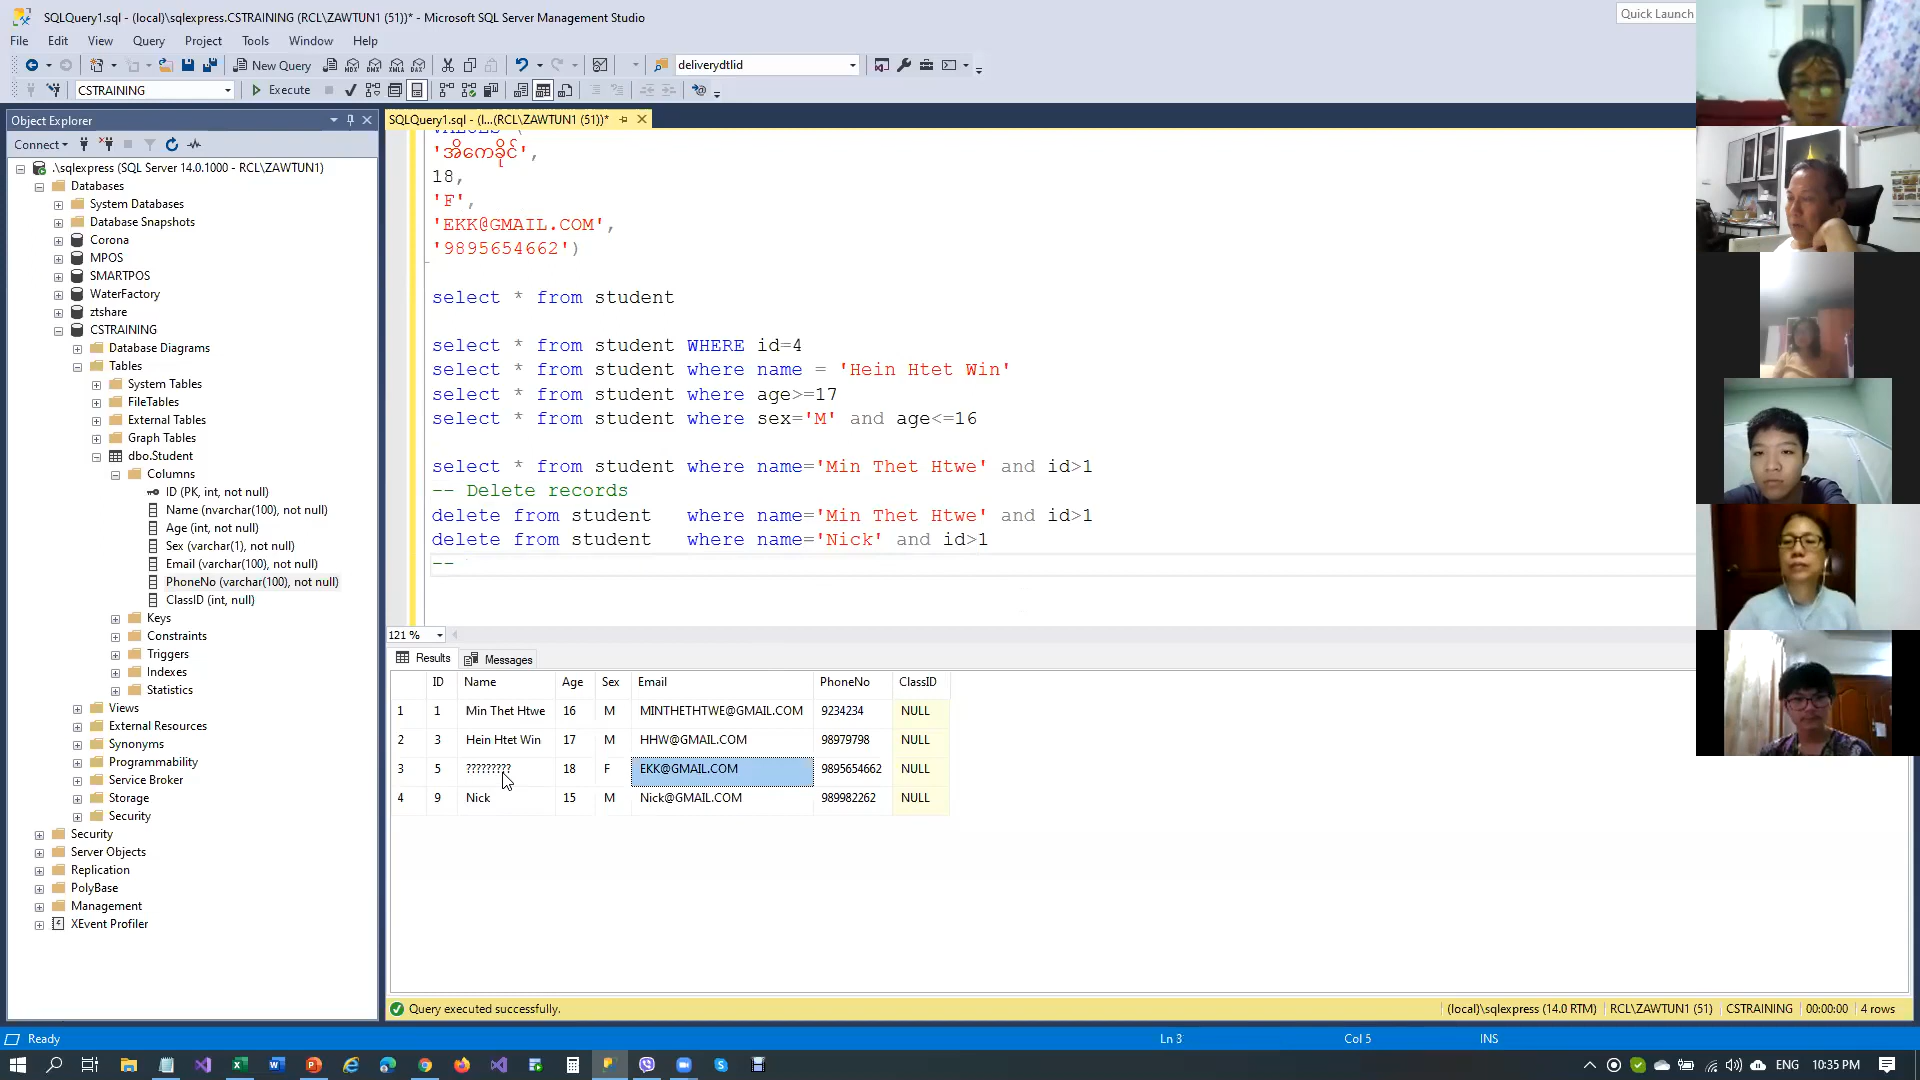 SQLQuery1.sql - (local)\sqlexpress.CSTRAINING (RCL\ZAWTUN1 (51))* - Microsoft SQL Server Management Studio
Quick Launch
File Edit View Query Project Tools Window Help
New Query
deliverydtlid
CSTRAINING
Execute
Object Explorer
SQLQuery1.sql - (l...(RCL\ZAWTUN1 (51))*
Connect
.\sqlexpress (SQL Server 14.0.1000 - RCL\ZAWTUN1)
Databases
System Databases
Database Snapshots
Corona
MPOS
SMARTPOS
WaterFactory
ztshare
CSTRAINING
Database Diagrams
Tables
System Tables
FileTables
External Tables
Graph Tables
dbo.Student
Columns
ID (PK, int, not null)
Name (nvarchar(100), not null)
Age (int, not null)
Sex (varchar(1), not null)
Email (varchar(100), not null)
PhoneNo (varchar(100), not null)
ClassID (int, null)
Keys
Constraints
Triggers
Indexes
Statistics
Views
External Resources
Synonyms
Programmability
Service Broker
Storage
Security
Security
Server Objects
Replication
PolyBase
Management
XEvent Profiler
VALUES (
'အိကေခိုင်',
18,
'F',
'EKK@GMAIL.COM',
'9895654662')
select * from student
select * from student WHERE id=4
select * from student where name = 'Hein Htet Win'
select * from student where age>=17
select * from student where sex='M' and age<=16
select * from student where name='Min Thet Htwe' and id>1
-- Delete records
delete from student where name='Min Thet Htwe' and id>1
delete from student where name='Nick' and id>1
--
121 %
Results Messages
ID Name Age Sex Email PhoneNo ClassID
1 1 Min Thet Htwe 16 M MINTHETHTWE@GMAIL.COM 9234234 NULL
2 3 Hein Htet Win 17 M HHW@GMAIL.COM 98979798 NULL
3 5 ????????? 18 F EKK@GMAIL.COM 9895654662 NULL
4 9 Nick 15 M Nick@GMAIL.COM 989982262 NULL
Query executed successfully.
(local)\sqlexpress (14.0 RTM) RCL\ZAWTUN1 (51) CSTRAINING 00:00:00 4 rows
Ready
Ln 3 Col 5 INS
ENG 10:35 PM